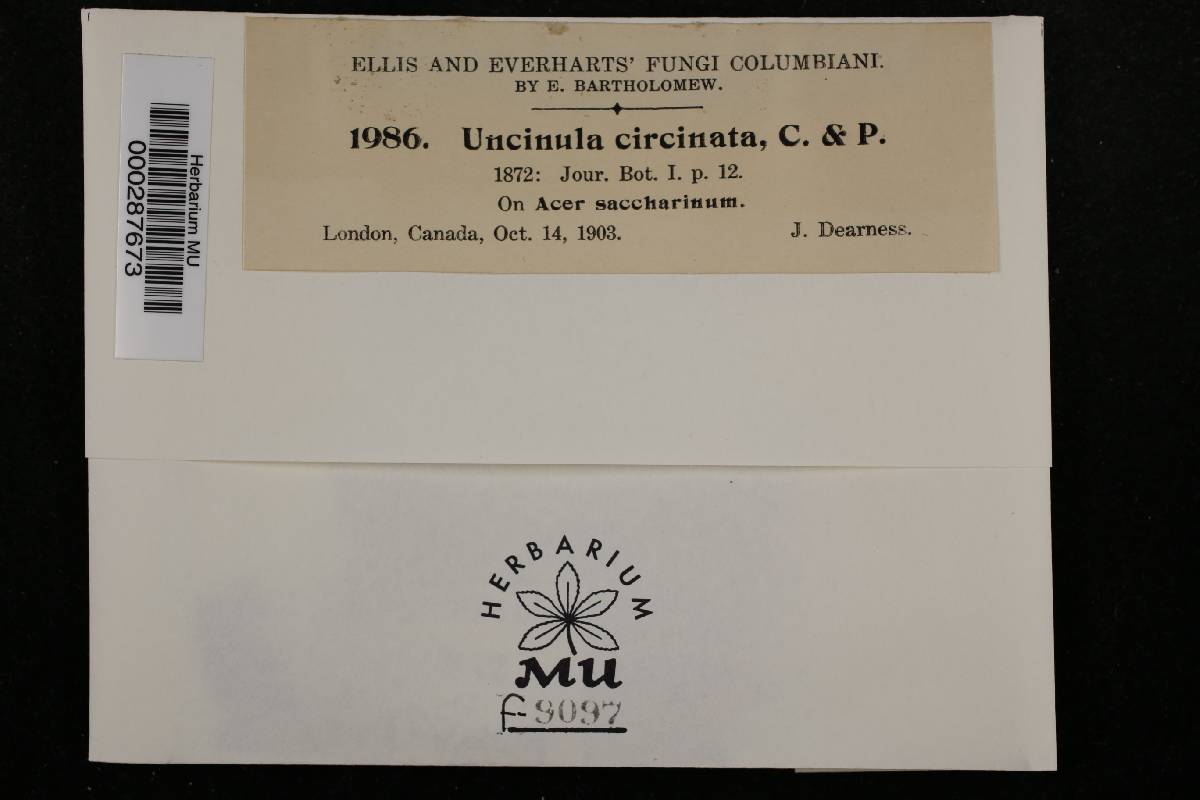 ELLIS AND EVERHARTS' FUNGI COLUMBIANI.
BY E. BARTHOLOMEW.
1986. Uncinula circinata, C. & P.
1872: Jour. Bot. I. p. 12.
On Acer saccharinum.
London, Canada, Oct. 14, 1903. J. Dearness.
Herbarium MU
000287673
HERBARIUM
MU
F-9097